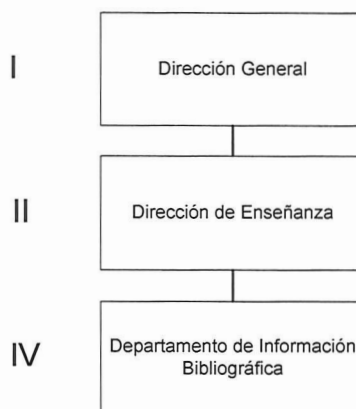 I
Dirección General
II
Dirección de Enseñanza
IV
Departamento de Información
Bibliográfica